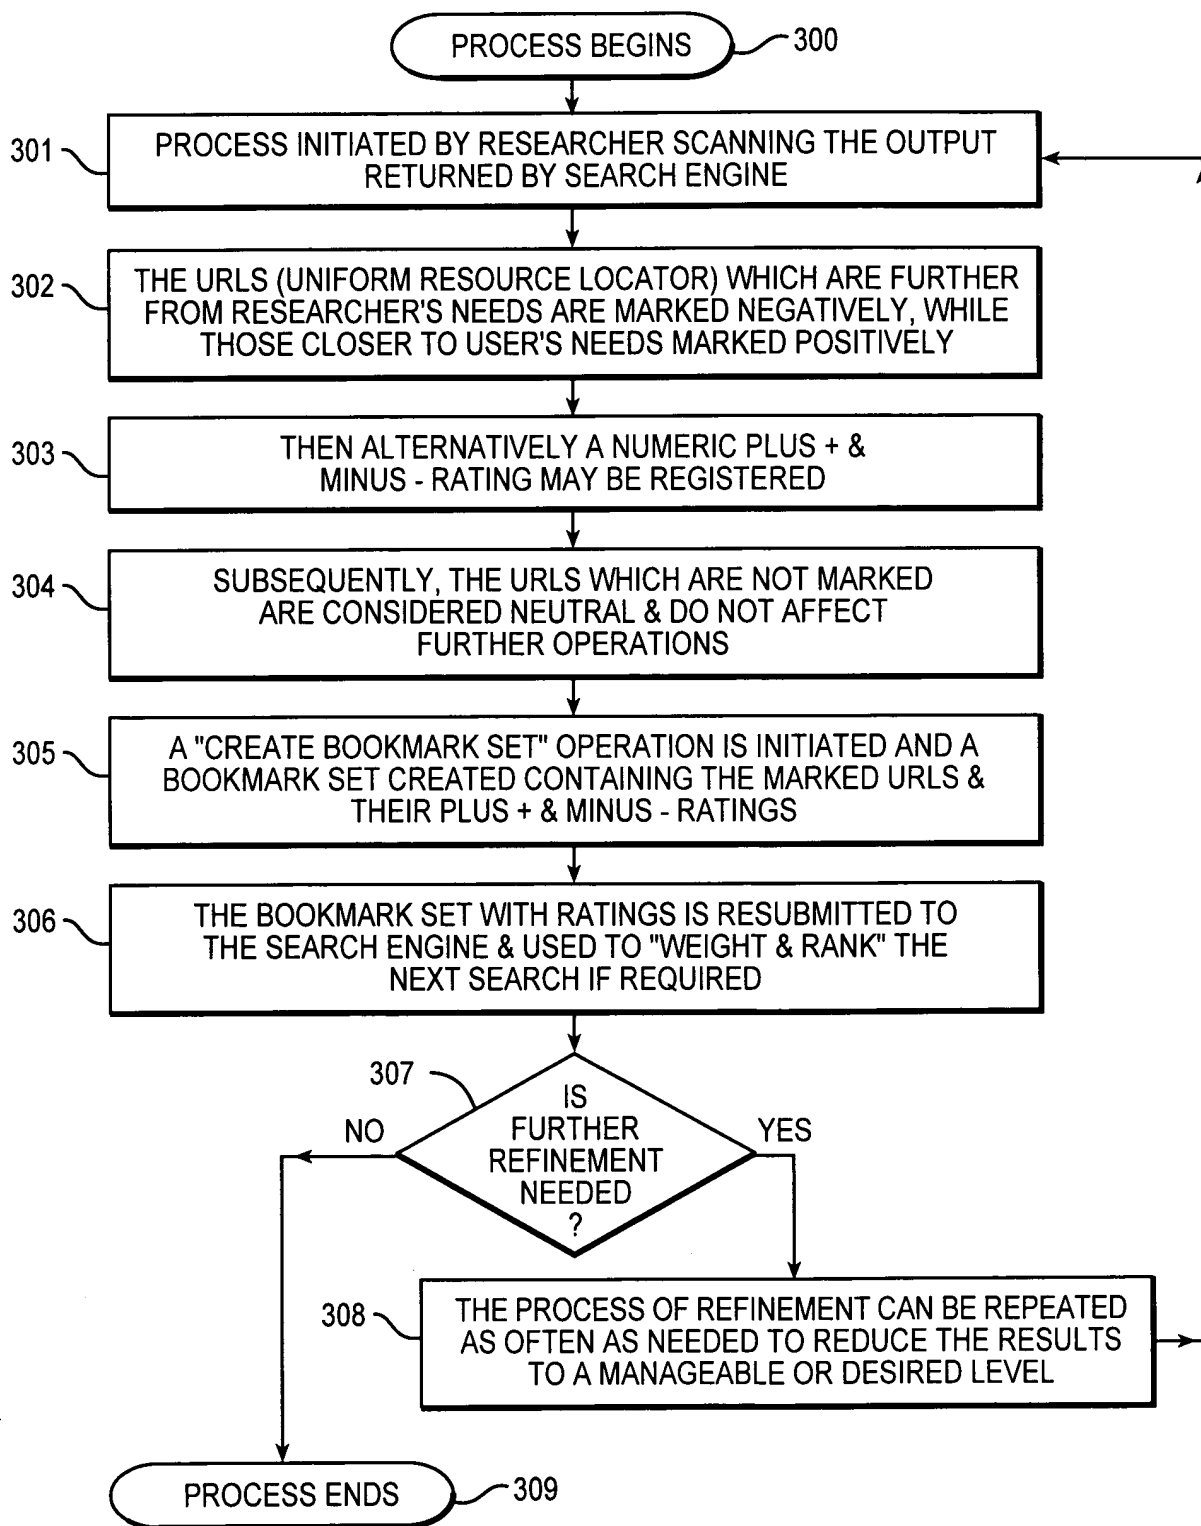 PROCESS BEGINS
300
301
PROCESS INITIATED BY RESEARCHER SCANNING THE OUTPUT
RETURNED BY SEARCH ENGINE
302
THE URLS (UNIFORM RESOURCE LOCATOR) WHICH ARE FURTHER
FROM RESEARCHER'S NEEDS ARE MARKED NEGATIVELY, WHILE
THOSE CLOSER TO USER'S NEEDS MARKED POSITIVELY
303
THEN ALTERNATIVELY A NUMERIC PLUS + &
MINUS - RATING MAY BE REGISTERED
304
SUBSEQUENTLY, THE URLS WHICH ARE NOT MARKED
ARE CONSIDERED NEUTRAL & DO NOT AFFECT
FURTHER OPERATIONS
305
A "CREATE BOOKMARK SET" OPERATION IS INITIATED AND A
BOOKMARK SET CREATED CONTAINING THE MARKED URLS &
THEIR PLUS + & MINUS - RATINGS
306
THE BOOKMARK SET WITH RATINGS IS RESUBMITTED TO
THE SEARCH ENGINE & USED TO "WEIGHT & RANK" THE
NEXT SEARCH IF REQUIRED
307
IS
FURTHER
REFINEMENT
NEEDED
?
NO
YES
308
THE PROCESS OF REFINEMENT CAN BE REPEATED
AS OFTEN AS NEEDED TO REDUCE THE RESULTS
TO A MANAGEABLE OR DESIRED LEVEL
PROCESS ENDS
309